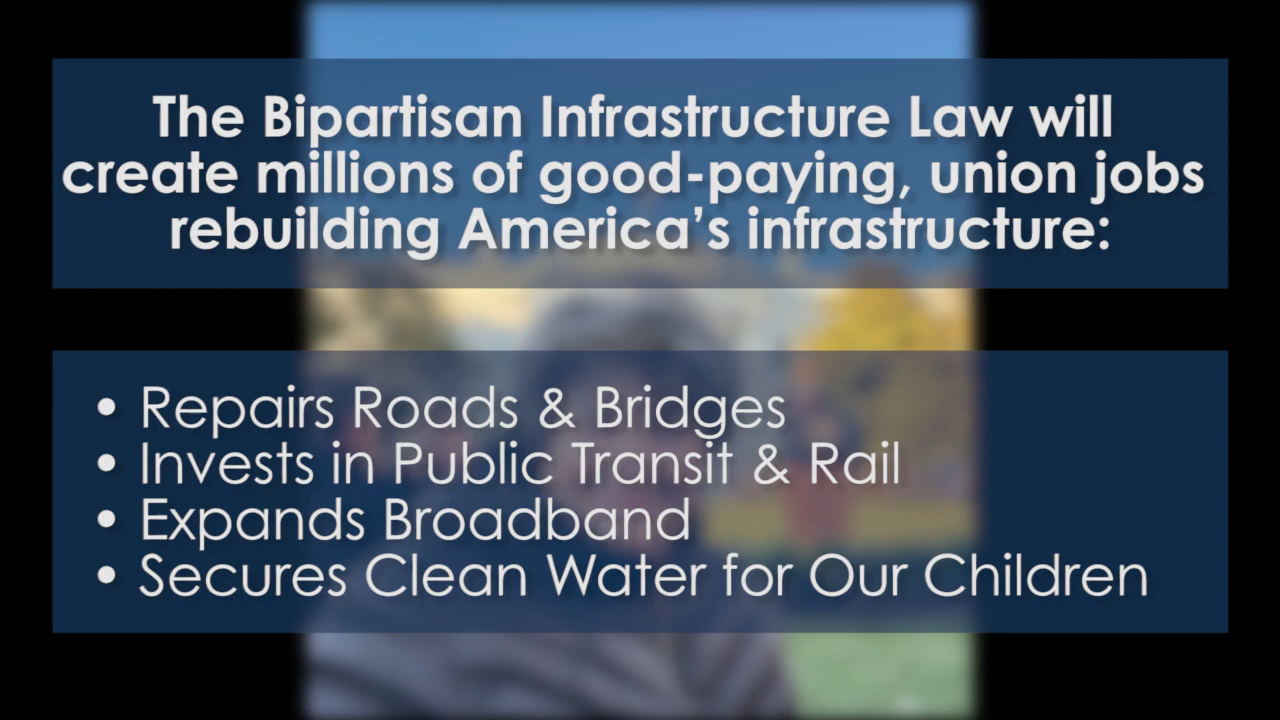 The Bipartisan Infrastructure Law will
create millions of good-paying, union jobs
rebuilding America’s infrastructure:
• Repairs Roads & Bridges
• Invests in Public Transit & Rail
• Expands Broadband
• Secures Clean Water for Our Children